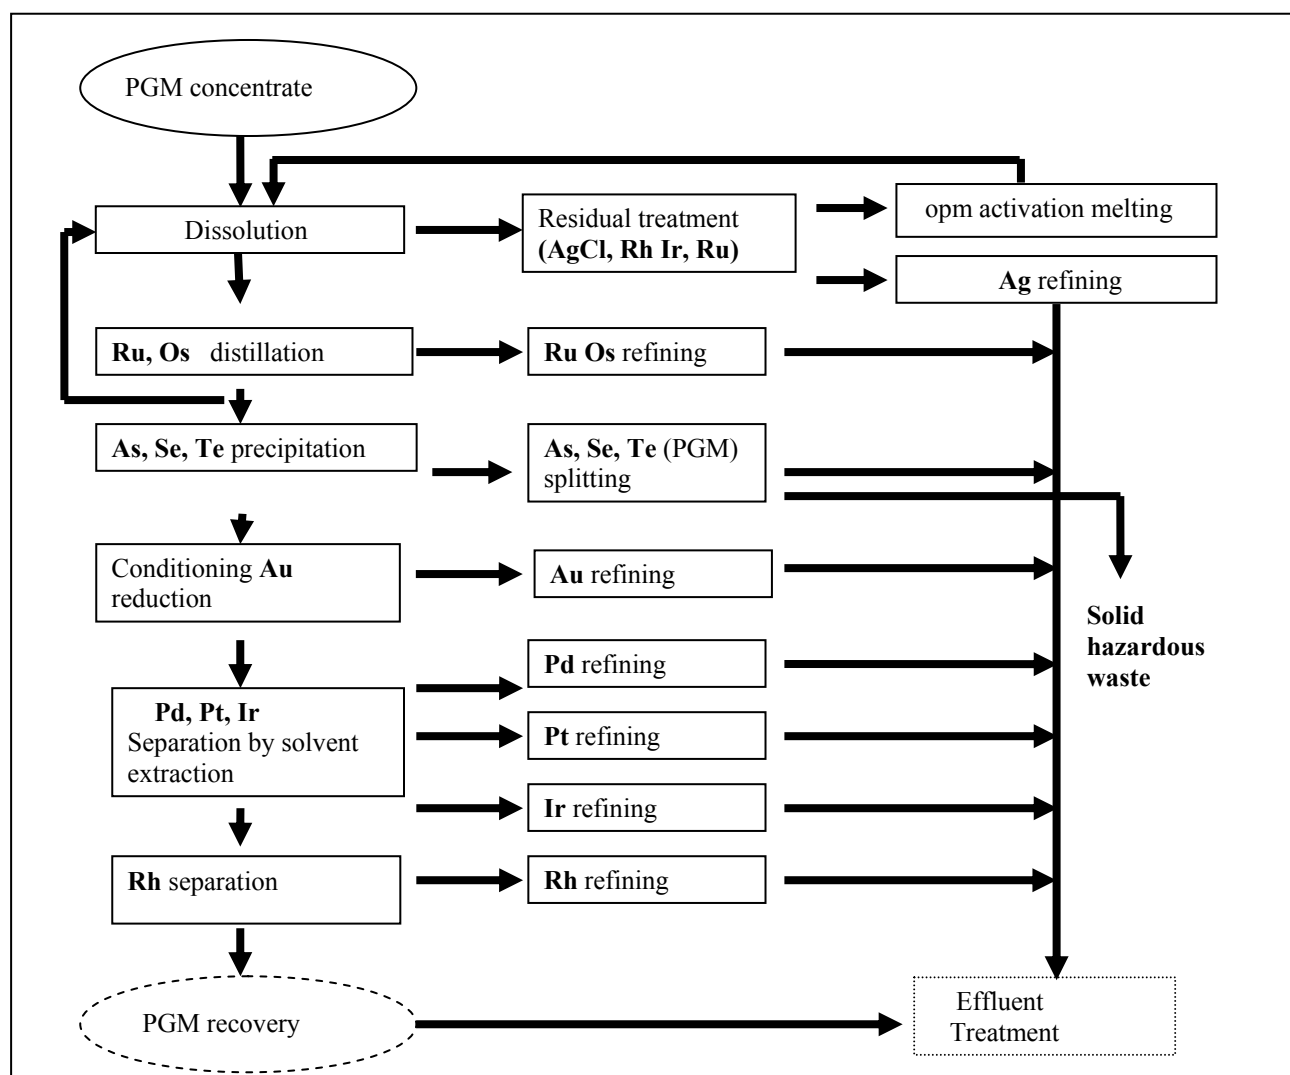 PGM concentrate
Dissolution
Residual treatment
(AgCl, Rh Ir, Ru)
opm activation melting
Ag refining
Ru, Os distillation
Ru Os refining
As, Se, Te precipitation
As, Se, Te (PGM)
splitting
Conditioning Au
reduction
Au refining
Solid
hazardous
waste
Pd, Pt, Ir
Separation by solvent
extraction
Pd refining
Pt refining
Ir refining
Rh separation
Rh refining
PGM recovery
Effluent
Treatment